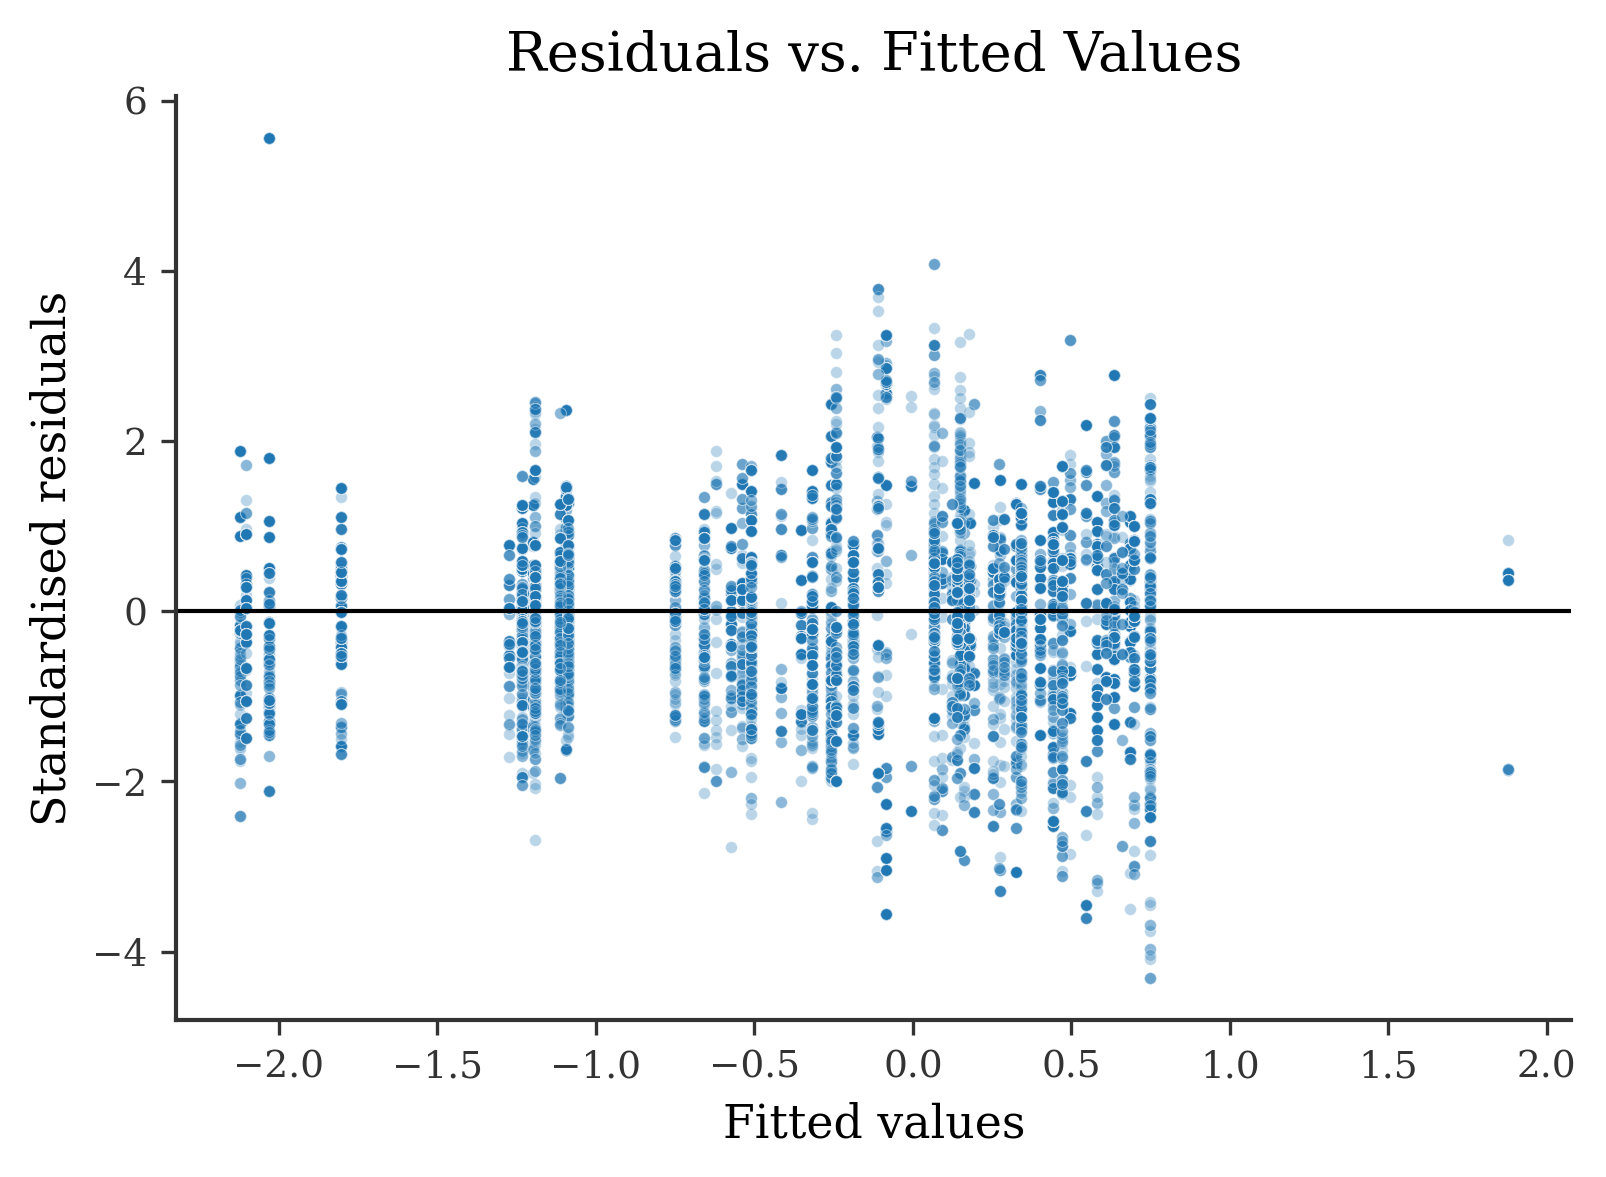 Residuals vs. Fitted Values
Standardised residuals
6
4
2
0
−2
−4
−2.0 −1.5 −1.0 −0.5 0.0 0.5 1.0 1.5 2.0
Fitted values